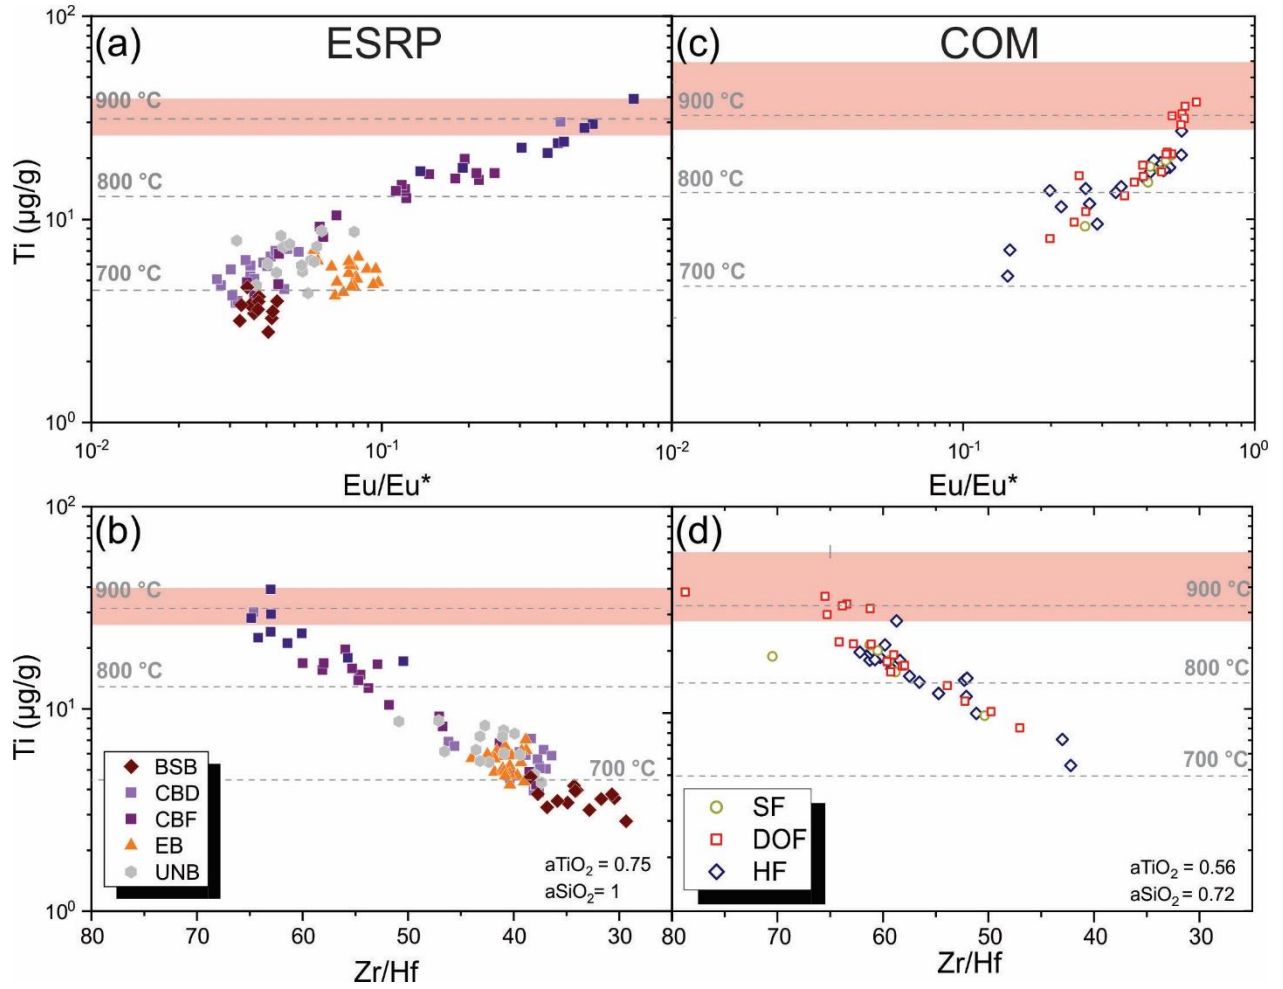 (a) ESRP
10²
10¹
10⁰
Ti (µg/g)
900 °C
800 °C
700 °C
10⁻² 10⁻¹
Eu/Eu*
(c) COM
900 °C
800 °C
700 °C
10⁻² 10⁻¹ 10⁰
Eu/Eu*
(b)
10²
10¹
10⁰
Ti (µg/g)
900 °C
800 °C
700 °C
BSB
CBD
CBF
EB
UNB
aTiO₂ = 0.75
aSiO₂= 1
80 70 60 50 40 30
Zr/Hf
(d)
900 °C
800 °C
700 °C
SF
DOF
HF
aTiO₂ = 0.56
aSiO₂ = 0.72
80 70 60 50 40 30
Zr/Hf